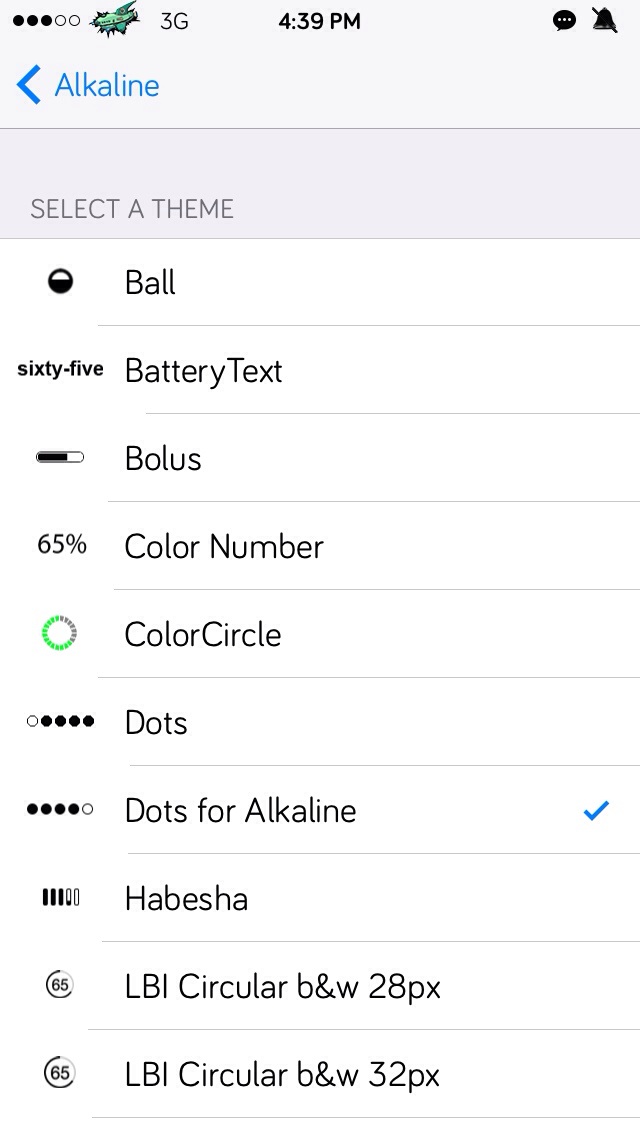 3G 4:39 PM
Alkaline
SELECT A THEME
Ball
sixty-five BatteryText
Bolus
65% Color Number
ColorCircle
Dots
Dots for Alkaline
Habesha
65 LBI Circular b&w 28px
65 LBI Circular b&w 32px